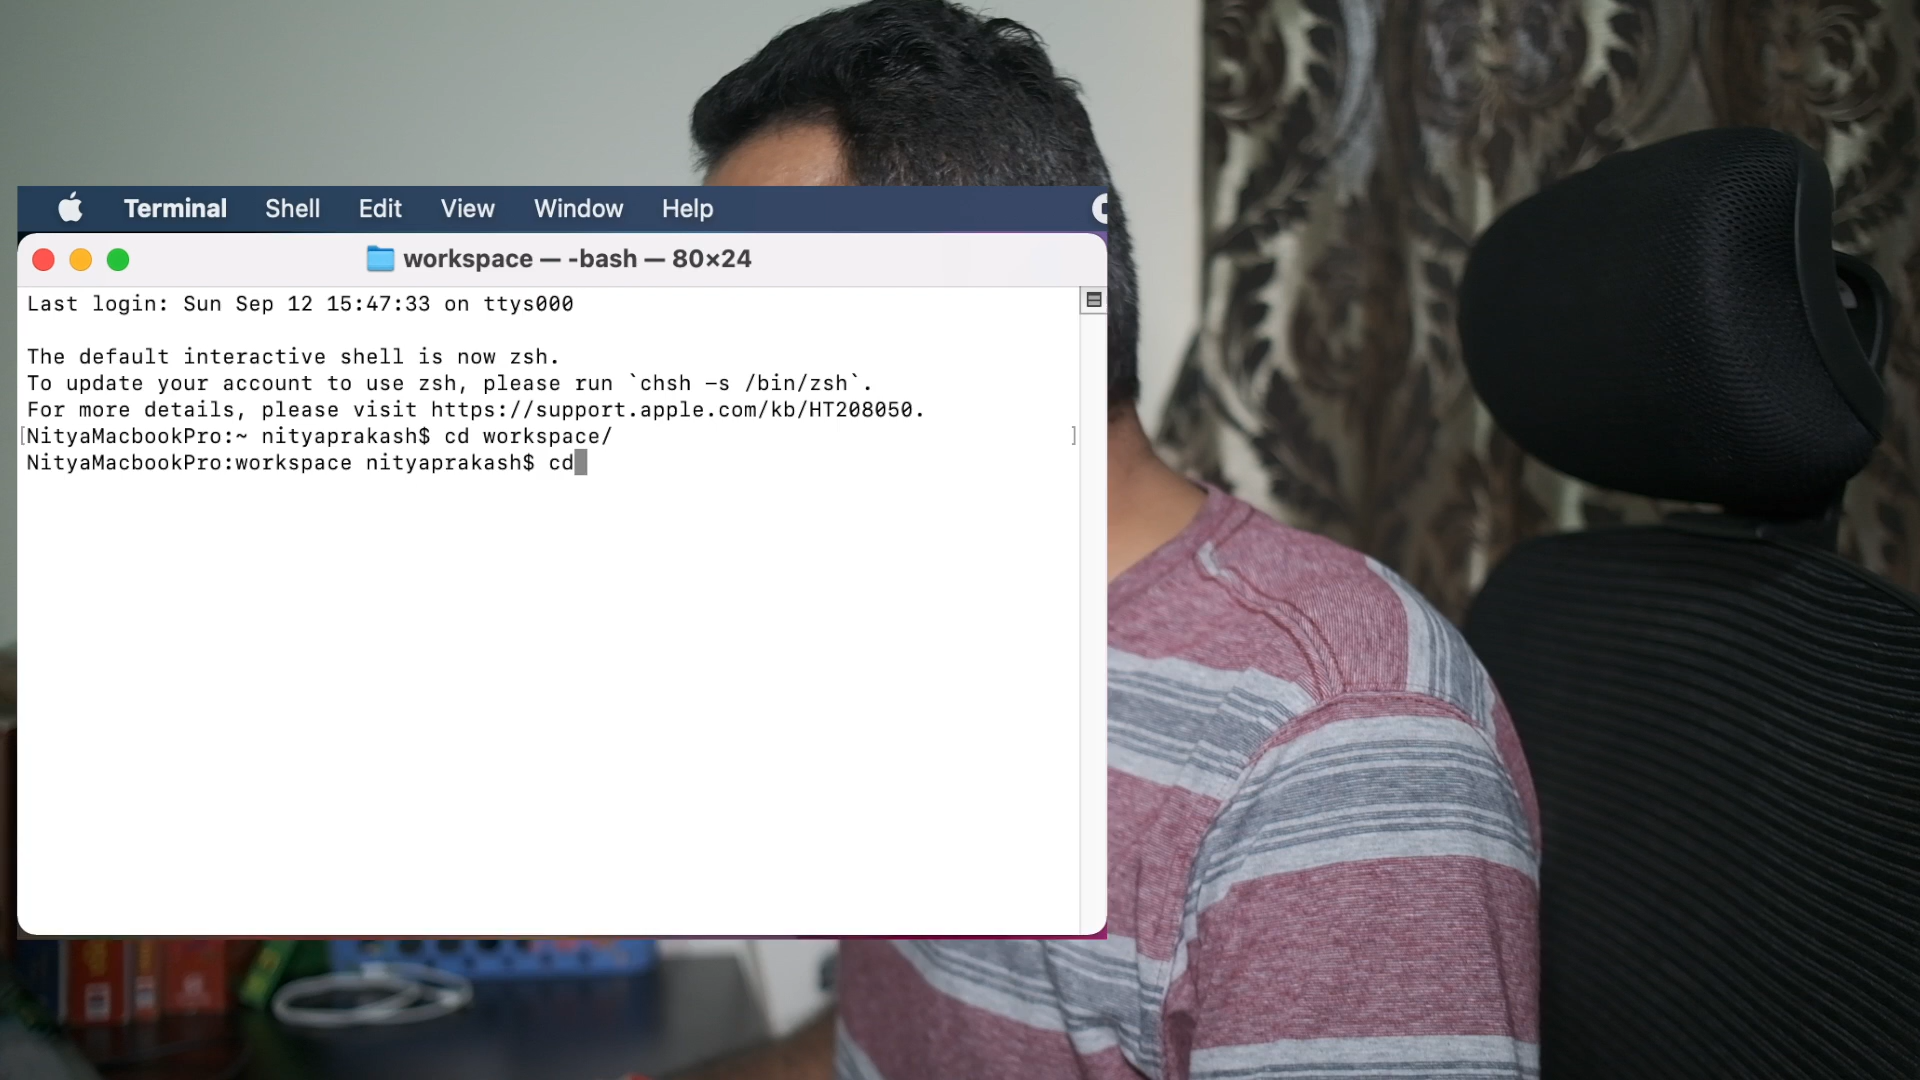 Terminal Shell Edit View Window Help
workspace — -bash — 80×24
Last login: Sun Sep 12 15:47:33 on ttys000
The default interactive shell is now zsh.
To update your account to use zsh, please run `chsh -s /bin/zsh`.
For more details, please visit https://support.apple.com/kb/HT208050.
[NityaMacbookPro:~ nityaprakash$ cd workspace/ ]
NityaMacbookPro:workspace nityaprakash$ cd